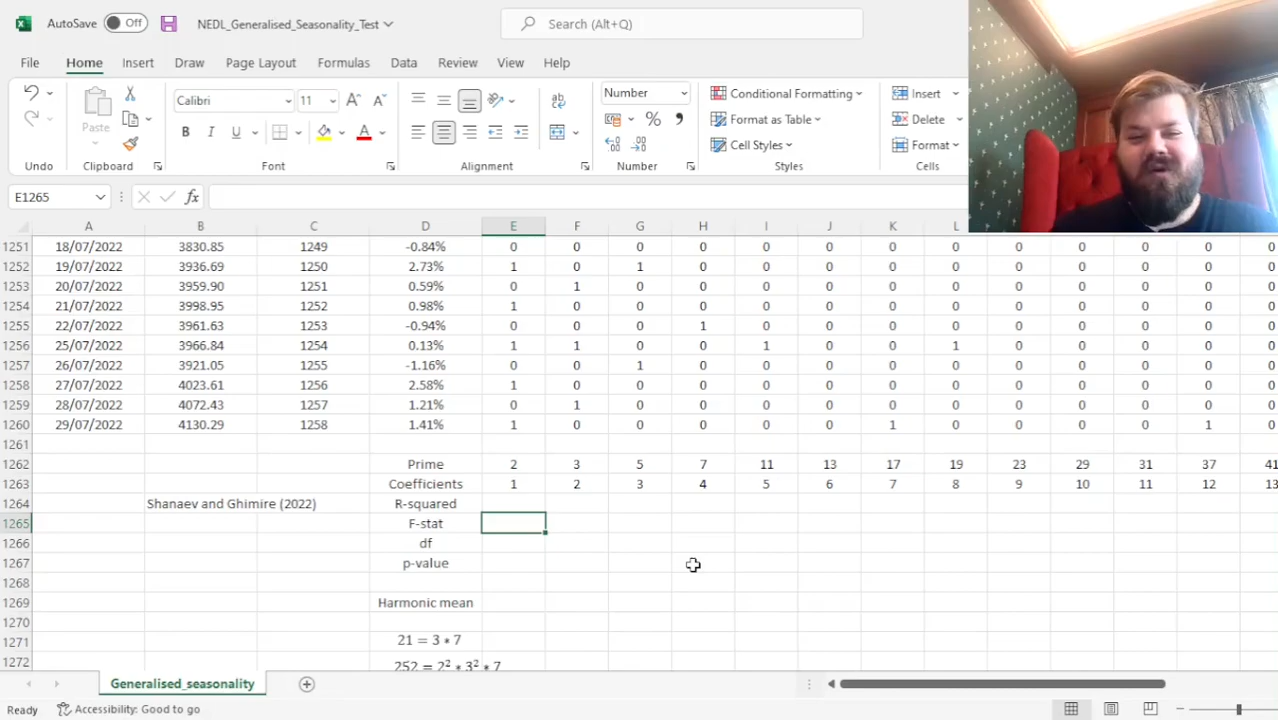 AutoSave Off NEDL_Generalised_Seasonality_Test Search (Alt+Q)
File Home Insert Draw Page Layout Formulas Data Review View Help
Calibri 11 Number Conditional Formatting Insert
Paste Format as Table Delete
B I U Cell Styles Format
Undo Clipboard Font Alignment Number Styles Cells
E1265 fx
A B C D E F G H I J K L
1251 18/07/2022 3830.85 1249 -0.84% 0 0 0 0 0 0 0 0 0 0 0 0 0
1252 19/07/2022 3936.69 1250 2.73% 1 0 1 0 0 0 0 0 0 0 0 0 0
1253 20/07/2022 3959.90 1251 0.59% 0 1 0 0 0 0 0 0 0 0 0 0 0
1254 21/07/2022 3998.95 1252 0.98% 1 0 0 0 0 0 0 0 0 0 0 0 0
1255 22/07/2022 3961.63 1253 -0.94% 0 0 0 1 0 0 0 0 0 0 0 0 0
1256 25/07/2022 3966.84 1254 0.13% 1 1 0 0 1 0 0 1 0 0 0 0 0
1257 26/07/2022 3921.05 1255 -1.16% 0 0 1 0 0 0 0 0 0 0 0 0 0
1258 27/07/2022 4023.61 1256 2.58% 1 0 0 0 0 0 0 0 0 0 0 0 0
1259 28/07/2022 4072.43 1257 1.21% 0 1 0 0 0 0 0 0 0 0 0 0 0
1260 29/07/2022 4130.29 1258 1.41% 1 0 0 0 0 0 1 0 0 0 0 1 0
1261
1262 Prime 2 3 5 7 11 13 17 19 23 29 31 37 41
1263 Coefficients 1 2 3 4 5 6 7 8 9 10 11 12 13
1264 Shanaev and Ghimire (2022) R-squared
1265 F-stat
1266 df
1267 p-value
1268
1269 Harmonic mean
1270
1271 21 = 3 * 7
1272 252 = 2² * 3² * 7
Generalised_seasonality
Ready Accessibility: Good to go